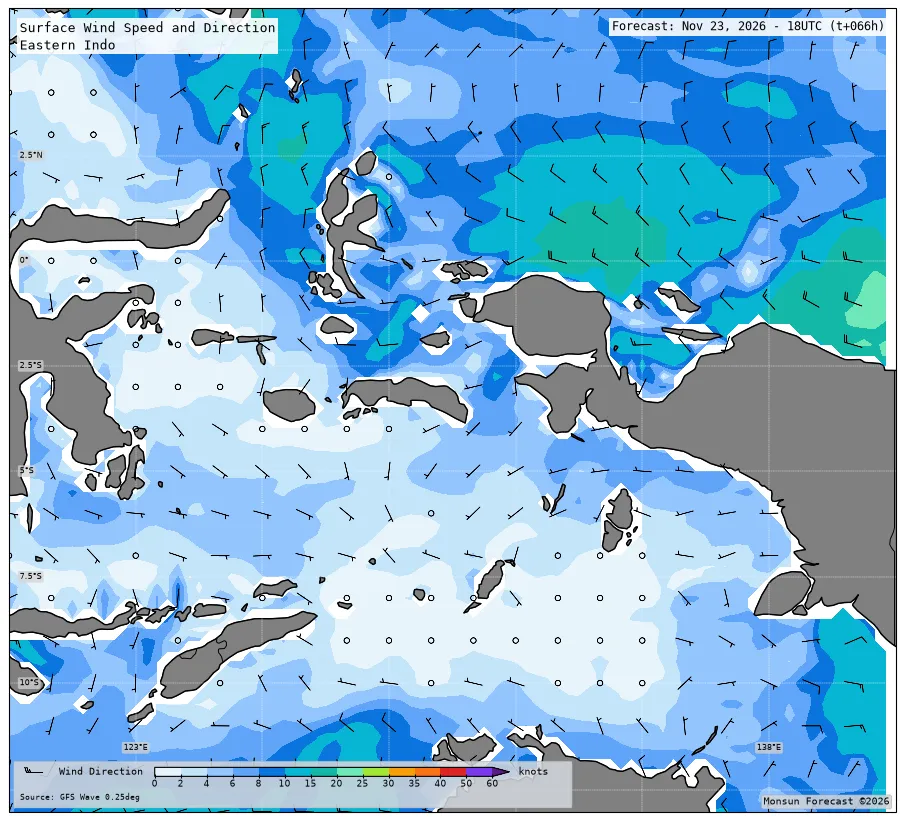 Surface Wind Speed and Direction
Eastern Indo
Forecast: Nov 23, 2026 - 18UTC (t+066h)
2.5°N
0°
2.5°S
5°S
7.5°S
10°S
123°E
138°E
Wind Direction
knots
0 2 4 6 8 10 15 20 25 30 35 40 50 60
Source: GFS Wave 0.25deg
Monsun Forecast ©2026